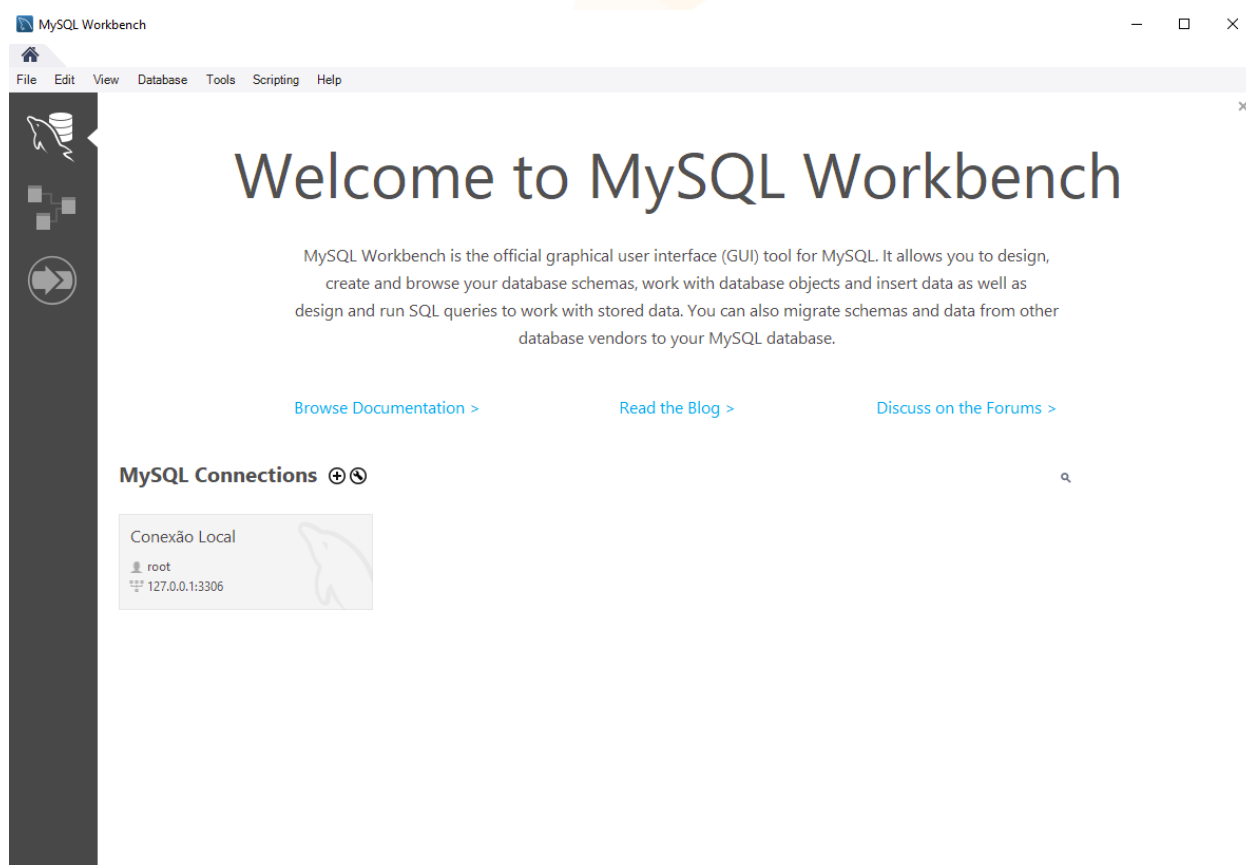 MySQL Workbench
File Edit View Database Tools Scripting Help
Welcome to MySQL Workbench
MySQL Workbench is the official graphical user interface (GUI) tool for MySQL. It allows you to design,
create and browse your database schemas, work with database objects and insert data as well as
design and run SQL queries to work with stored data. You can also migrate schemas and data from other
database vendors to your MySQL database.
Browse Documentation > Read the Blog > Discuss on the Forums >
MySQL Connections
Conexão Local
root
127.0.0.1:3306